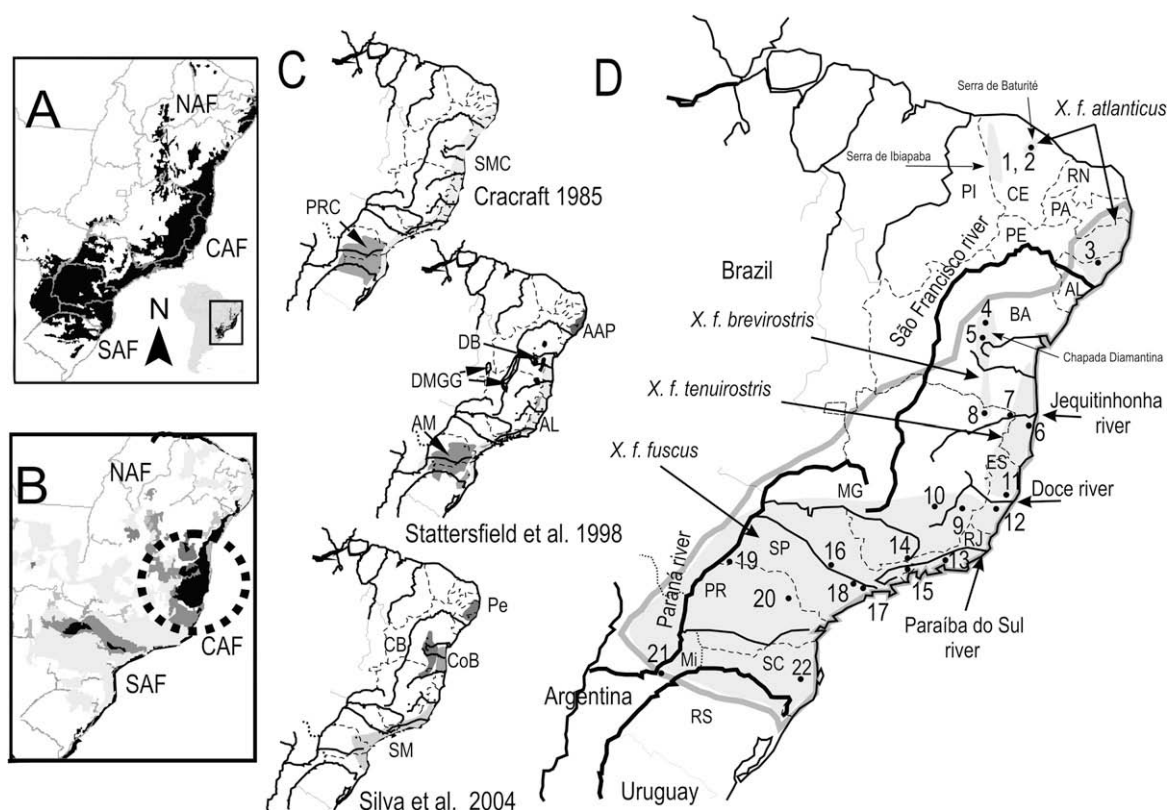 A
NAF
CAF
N
SAF
B
NAF
CAF
SAF
C
SMC
PRC
Cracraft 1985
AAP
DB
DMGG
AM
AL
Stattersfield et al. 1998
Pe
CB
CoB
SM
Silva et al. 2004
D
Serra de Baturité
X. f. atlanticus
Serra de Ibiapaba
1, 2
PI
CE
RN
PA
PE
3
Brazil
São Francisco river
AL
4
BA
X. f. brevirostris
5
Chapada Diamantina
X. f. tenuirostris
8
7
Jequitinhonha
river
6
ES
X. f. fuscus
MG
10
11
Doce river
9
12
RJ
SP
14
16
13
19
Paraná river
PR
20
18
15
17
Paraíba do Sul
river
21
Mi
SC
22
Argentina
RS
Uruguay